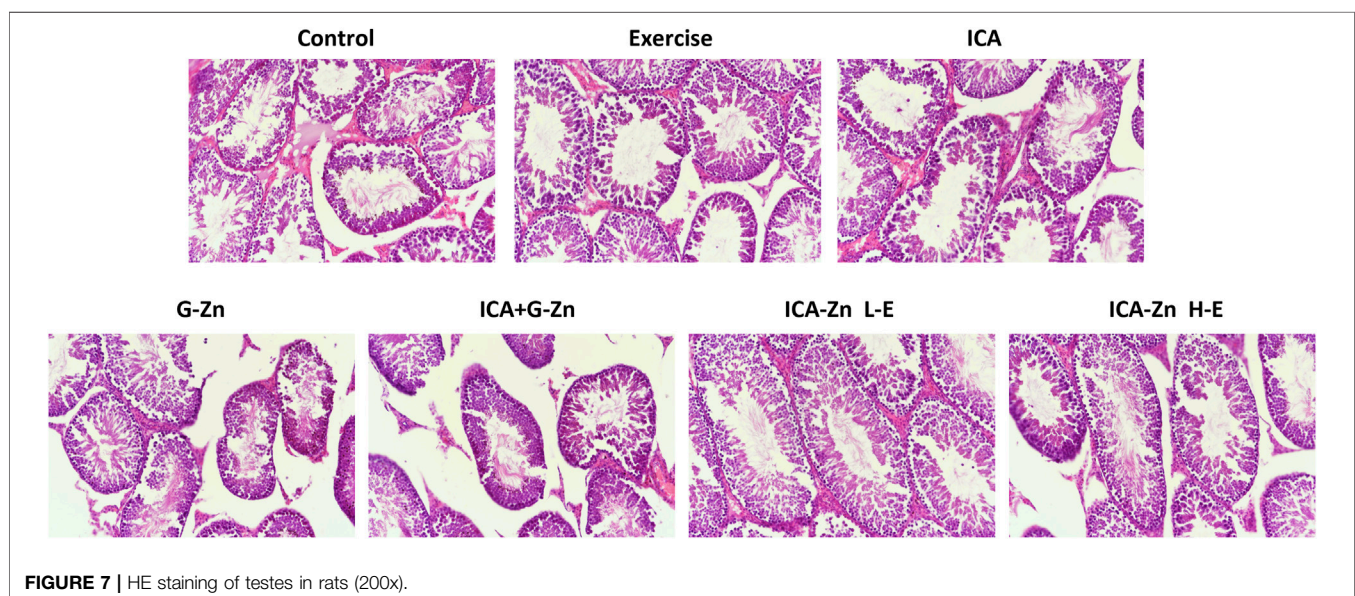 Control Exercise ICA
G-Zn ICA+G-Zn ICA-Zn L-E ICA-Zn H-E
FIGURE 7 | HE staining of testes in rats (200x).